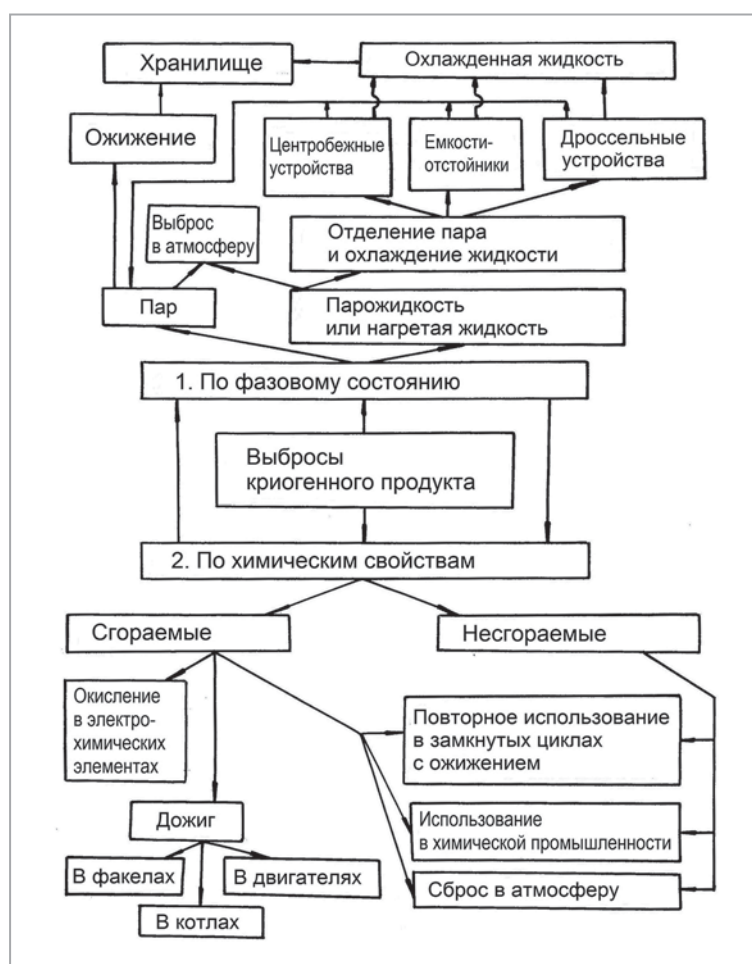 Хранилище
Охлажденная жидкость
Ожижение
Центробежные
устройства
Емкости-
отстойники
Дроссельные
устройства
Выброс
в атмосферу
Отделение пара
и охлаждение жидкости
Пар
Парожидкость
или нагретая жидкость
1. По фазовому состоянию
Выбросы
криогенного продукта
2. По химическим свойствам
Сгораемые
Несгораемые
Окисление
в электро-
химических
элементах
Повторное использование
в замкнутых циклах
с ожижением
Дожиг
Использование
в химической промышленности
В факелах
В двигателях
Сброс в атмосферу
В котлах